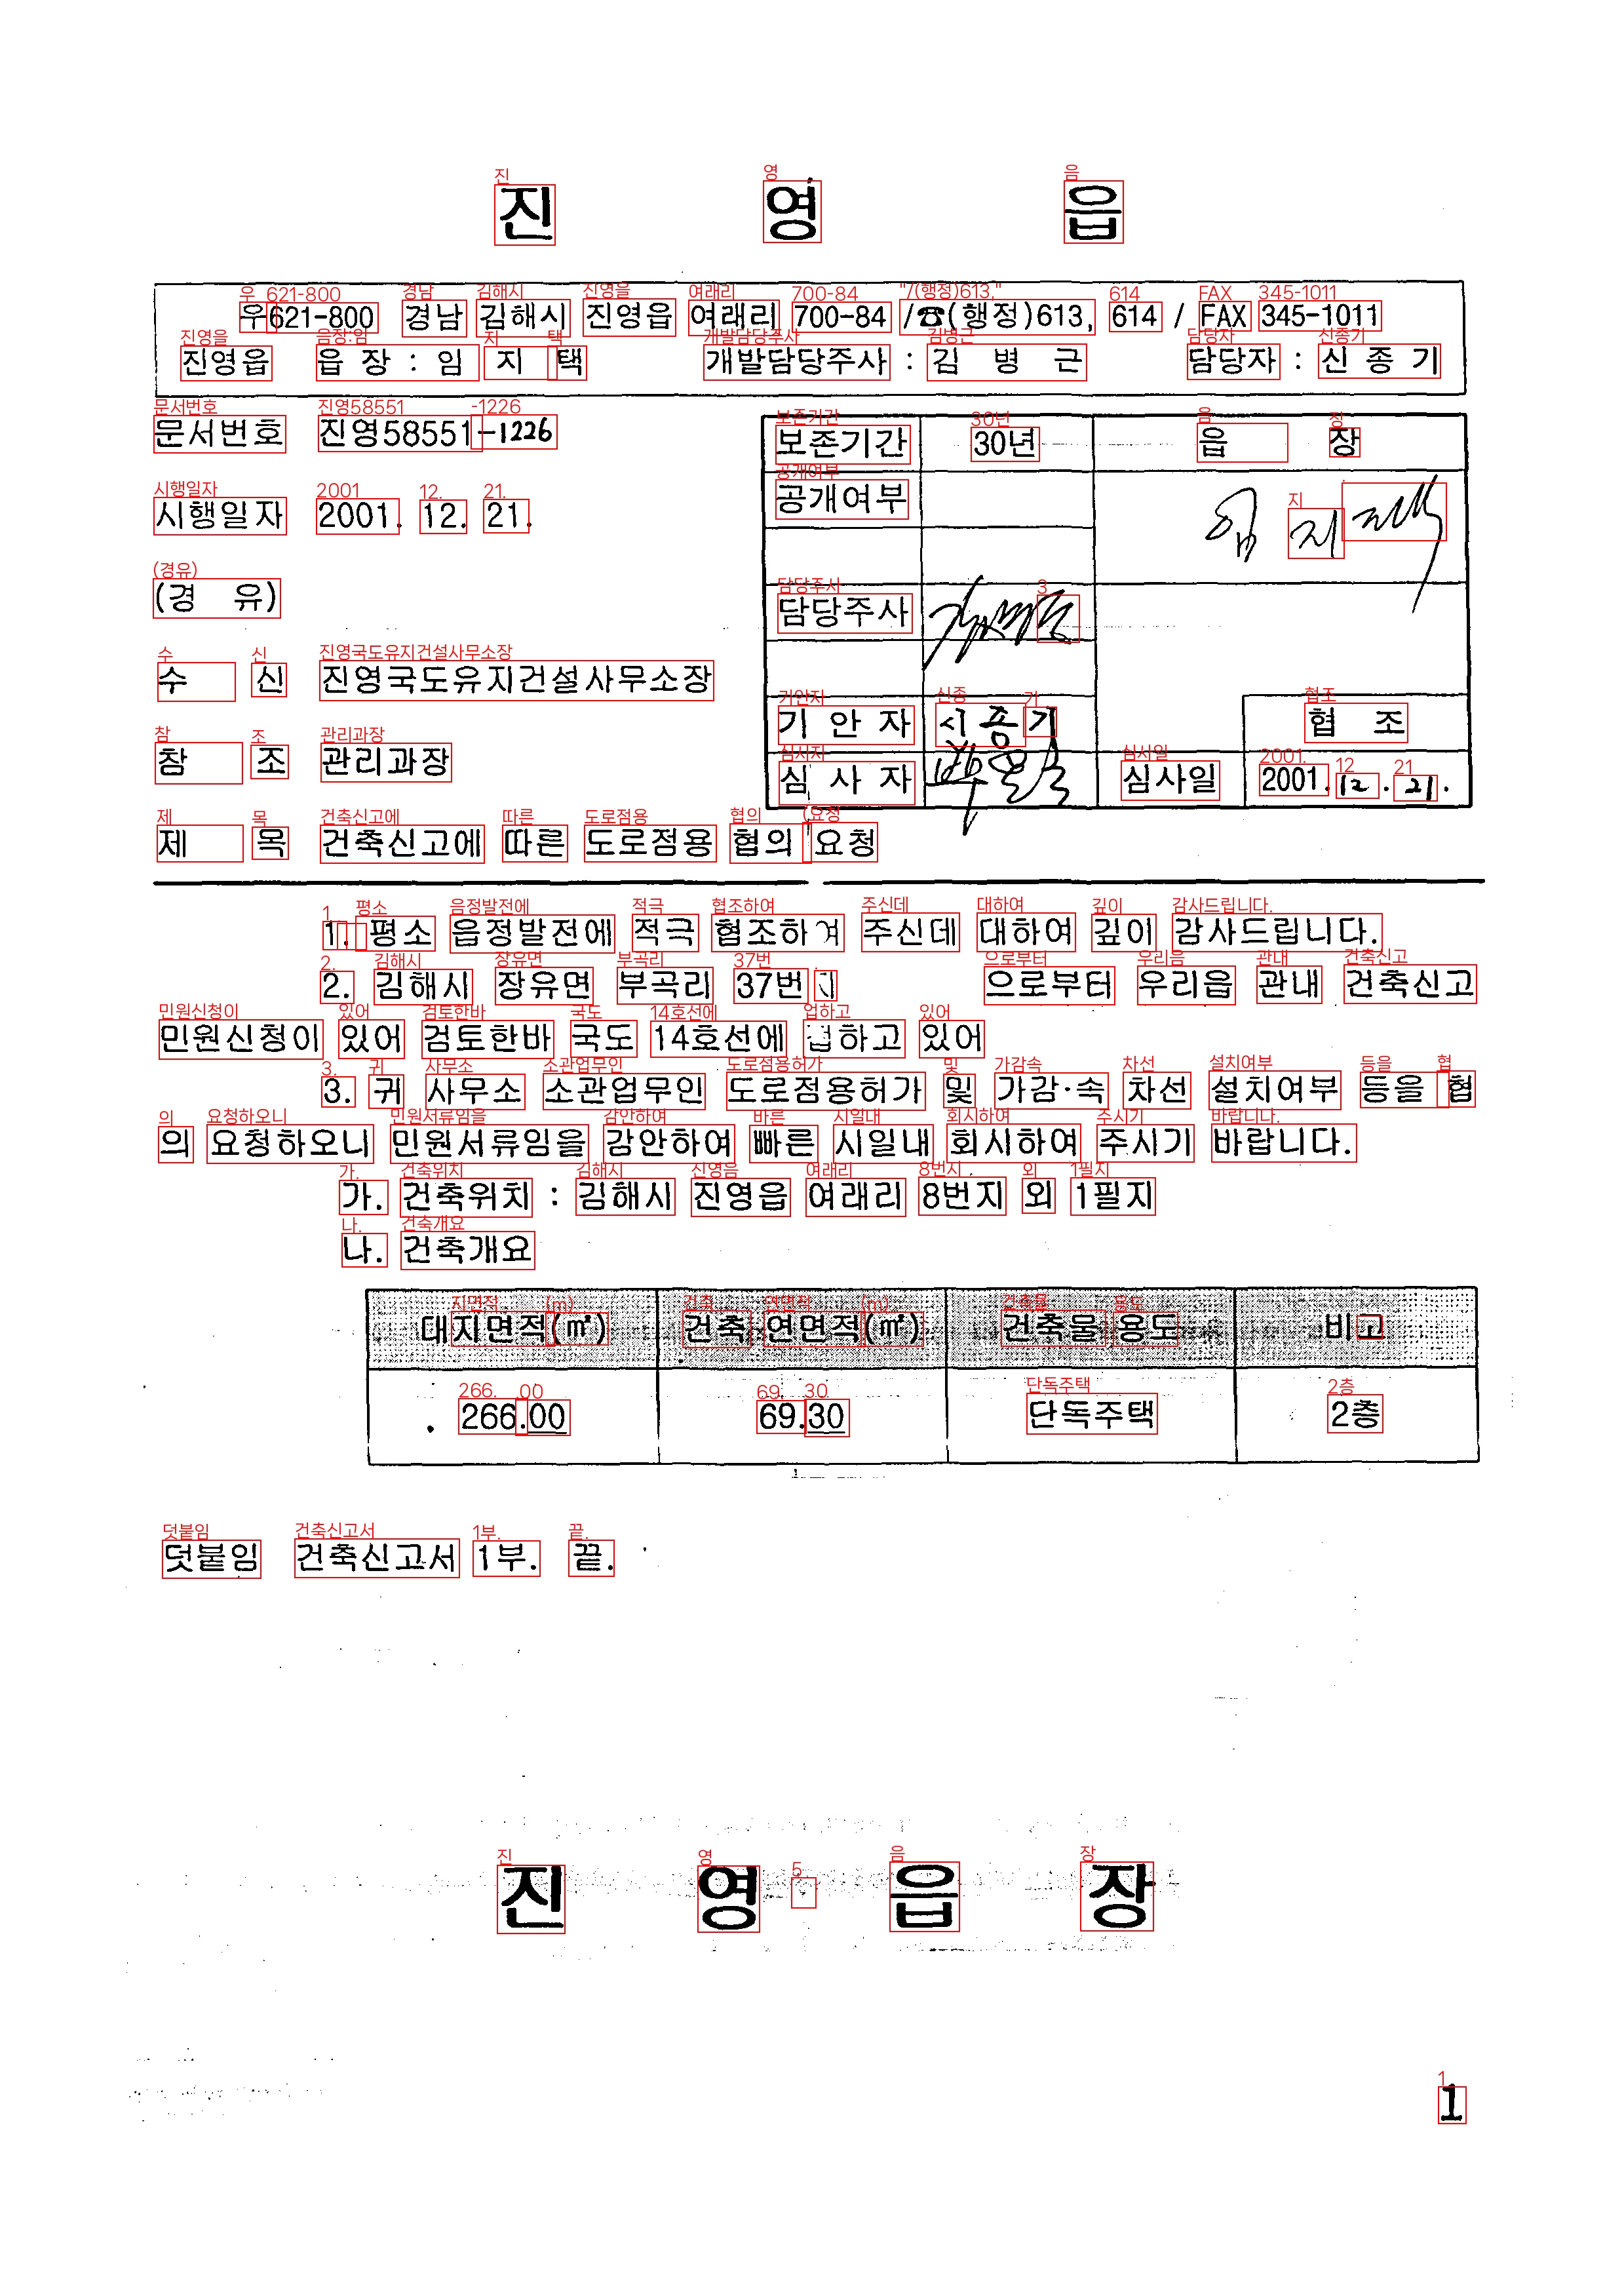 진 영 읍
우621-800 경남 김해시 진영읍 여래리 700-84 /☎(행정)613, 614 / FAX 345-1011
진영읍 읍 장 : 임 지 택 개발담당주사 : 김 병 근 담당자 : 신 종 기
문서번호 진영58551-1226
시행일자 2001. 12. 21.
(경 유)
수 신 진영국도유지건설사무소장
참 조 관리과장
제 목 건축신고에 따른 도로점용 협의 요청
보존기간 30년 읍 장
공개여부
임 지택
담당주사
기 안 자 신종기 협 조
심 사 자 심사일 2001. 12. 21.
1. 평소 읍정발전에 적극 협조하여 주신데 대하여 깊이 감사드립니다.
2. 김해시 장유면 부곡리 37번 으로부터 우리읍 관내 건축신고
민원신청이 있어 검토한바 국도 14호선에 접하고 있어
3. 귀 사무소 소관업무인 도로점용허가 및 가감·속 차선 설치여부 등을 협
의 요청하오니 민원서류임을 감안하여 빠른 시일내 회시하여 주시기 바랍니다.
가. 건축위치 : 김해시 진영읍 여래리 8번지 외 1필지
나. 건축개요
대지면적(㎡) 건축 연면적(㎡) 건축물 용도 비고
266.00 69.30 단독주택 2층
덧붙임 건축신고서 1부. 끝.
진 영 읍 장
1